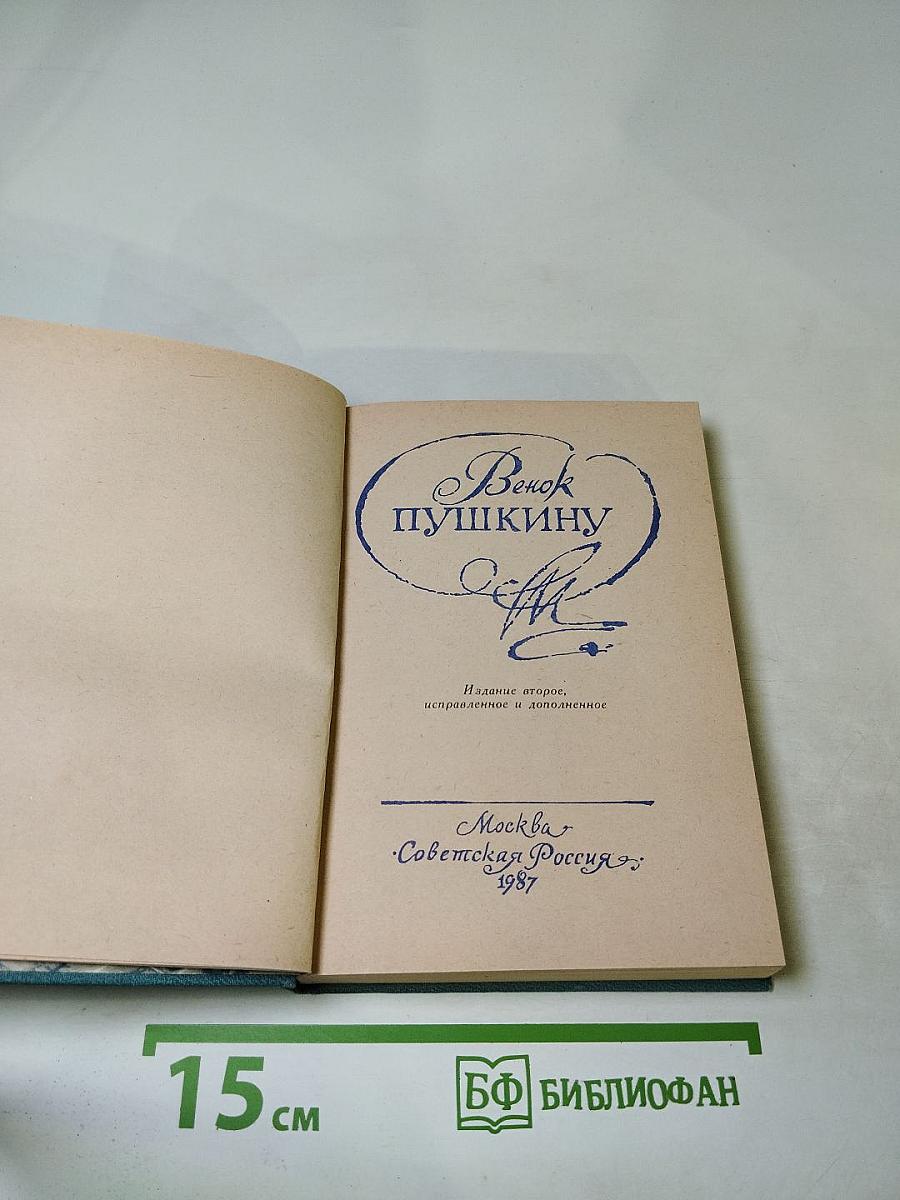 Венок
ПУШКИНУ
Издание второе,
исправленное и дополненное
Москва
·Советская Россия·
1987
15 см
БФ БИБЛИОФАН